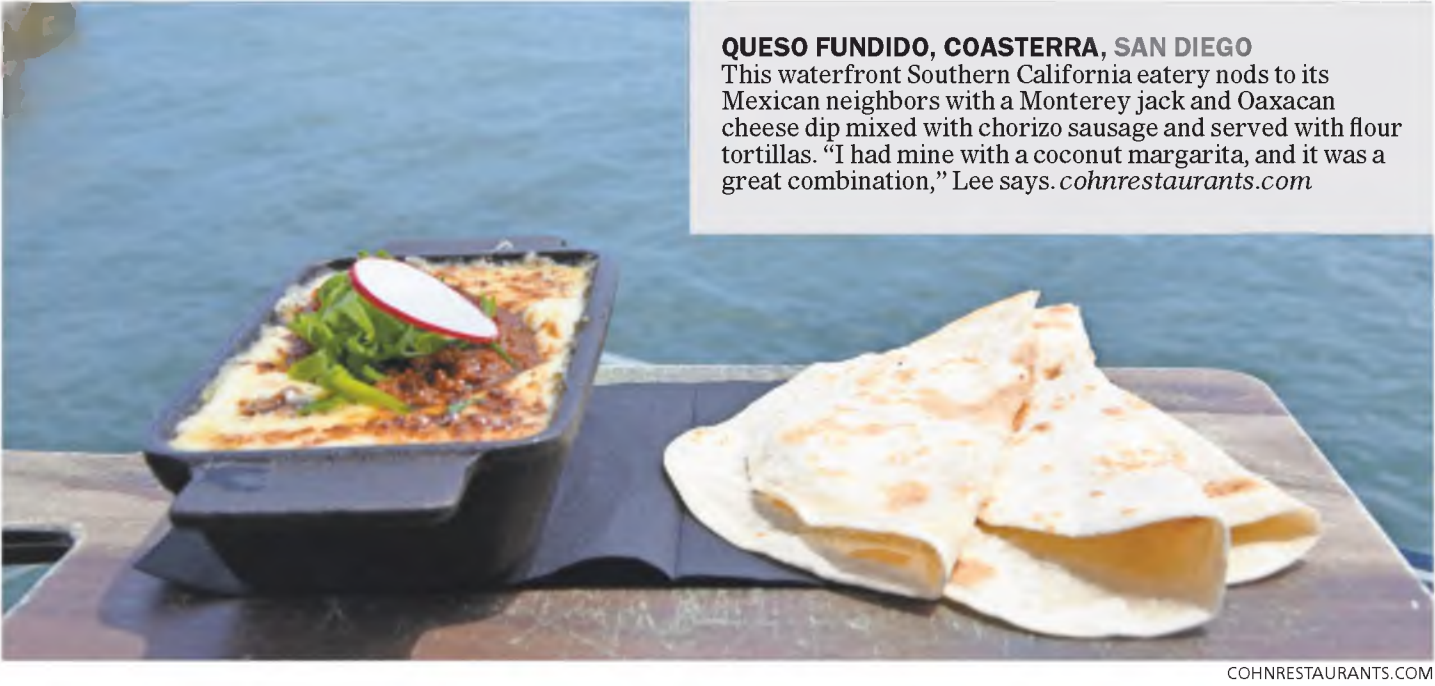 QUESO FUNDIDO, COASTERRA, SAN DIEGO
This waterfront Southern California eatery nods to its
Mexican neighbors with a Monterey jack and Oaxacan
cheese dip mixed with chorizo sausage and served with flour
tortillas. “I had mine with a coconut margarita, and it was a
great combination,” Lee says. cohnrestaurants.com
COHNRESTAURANTS.COM